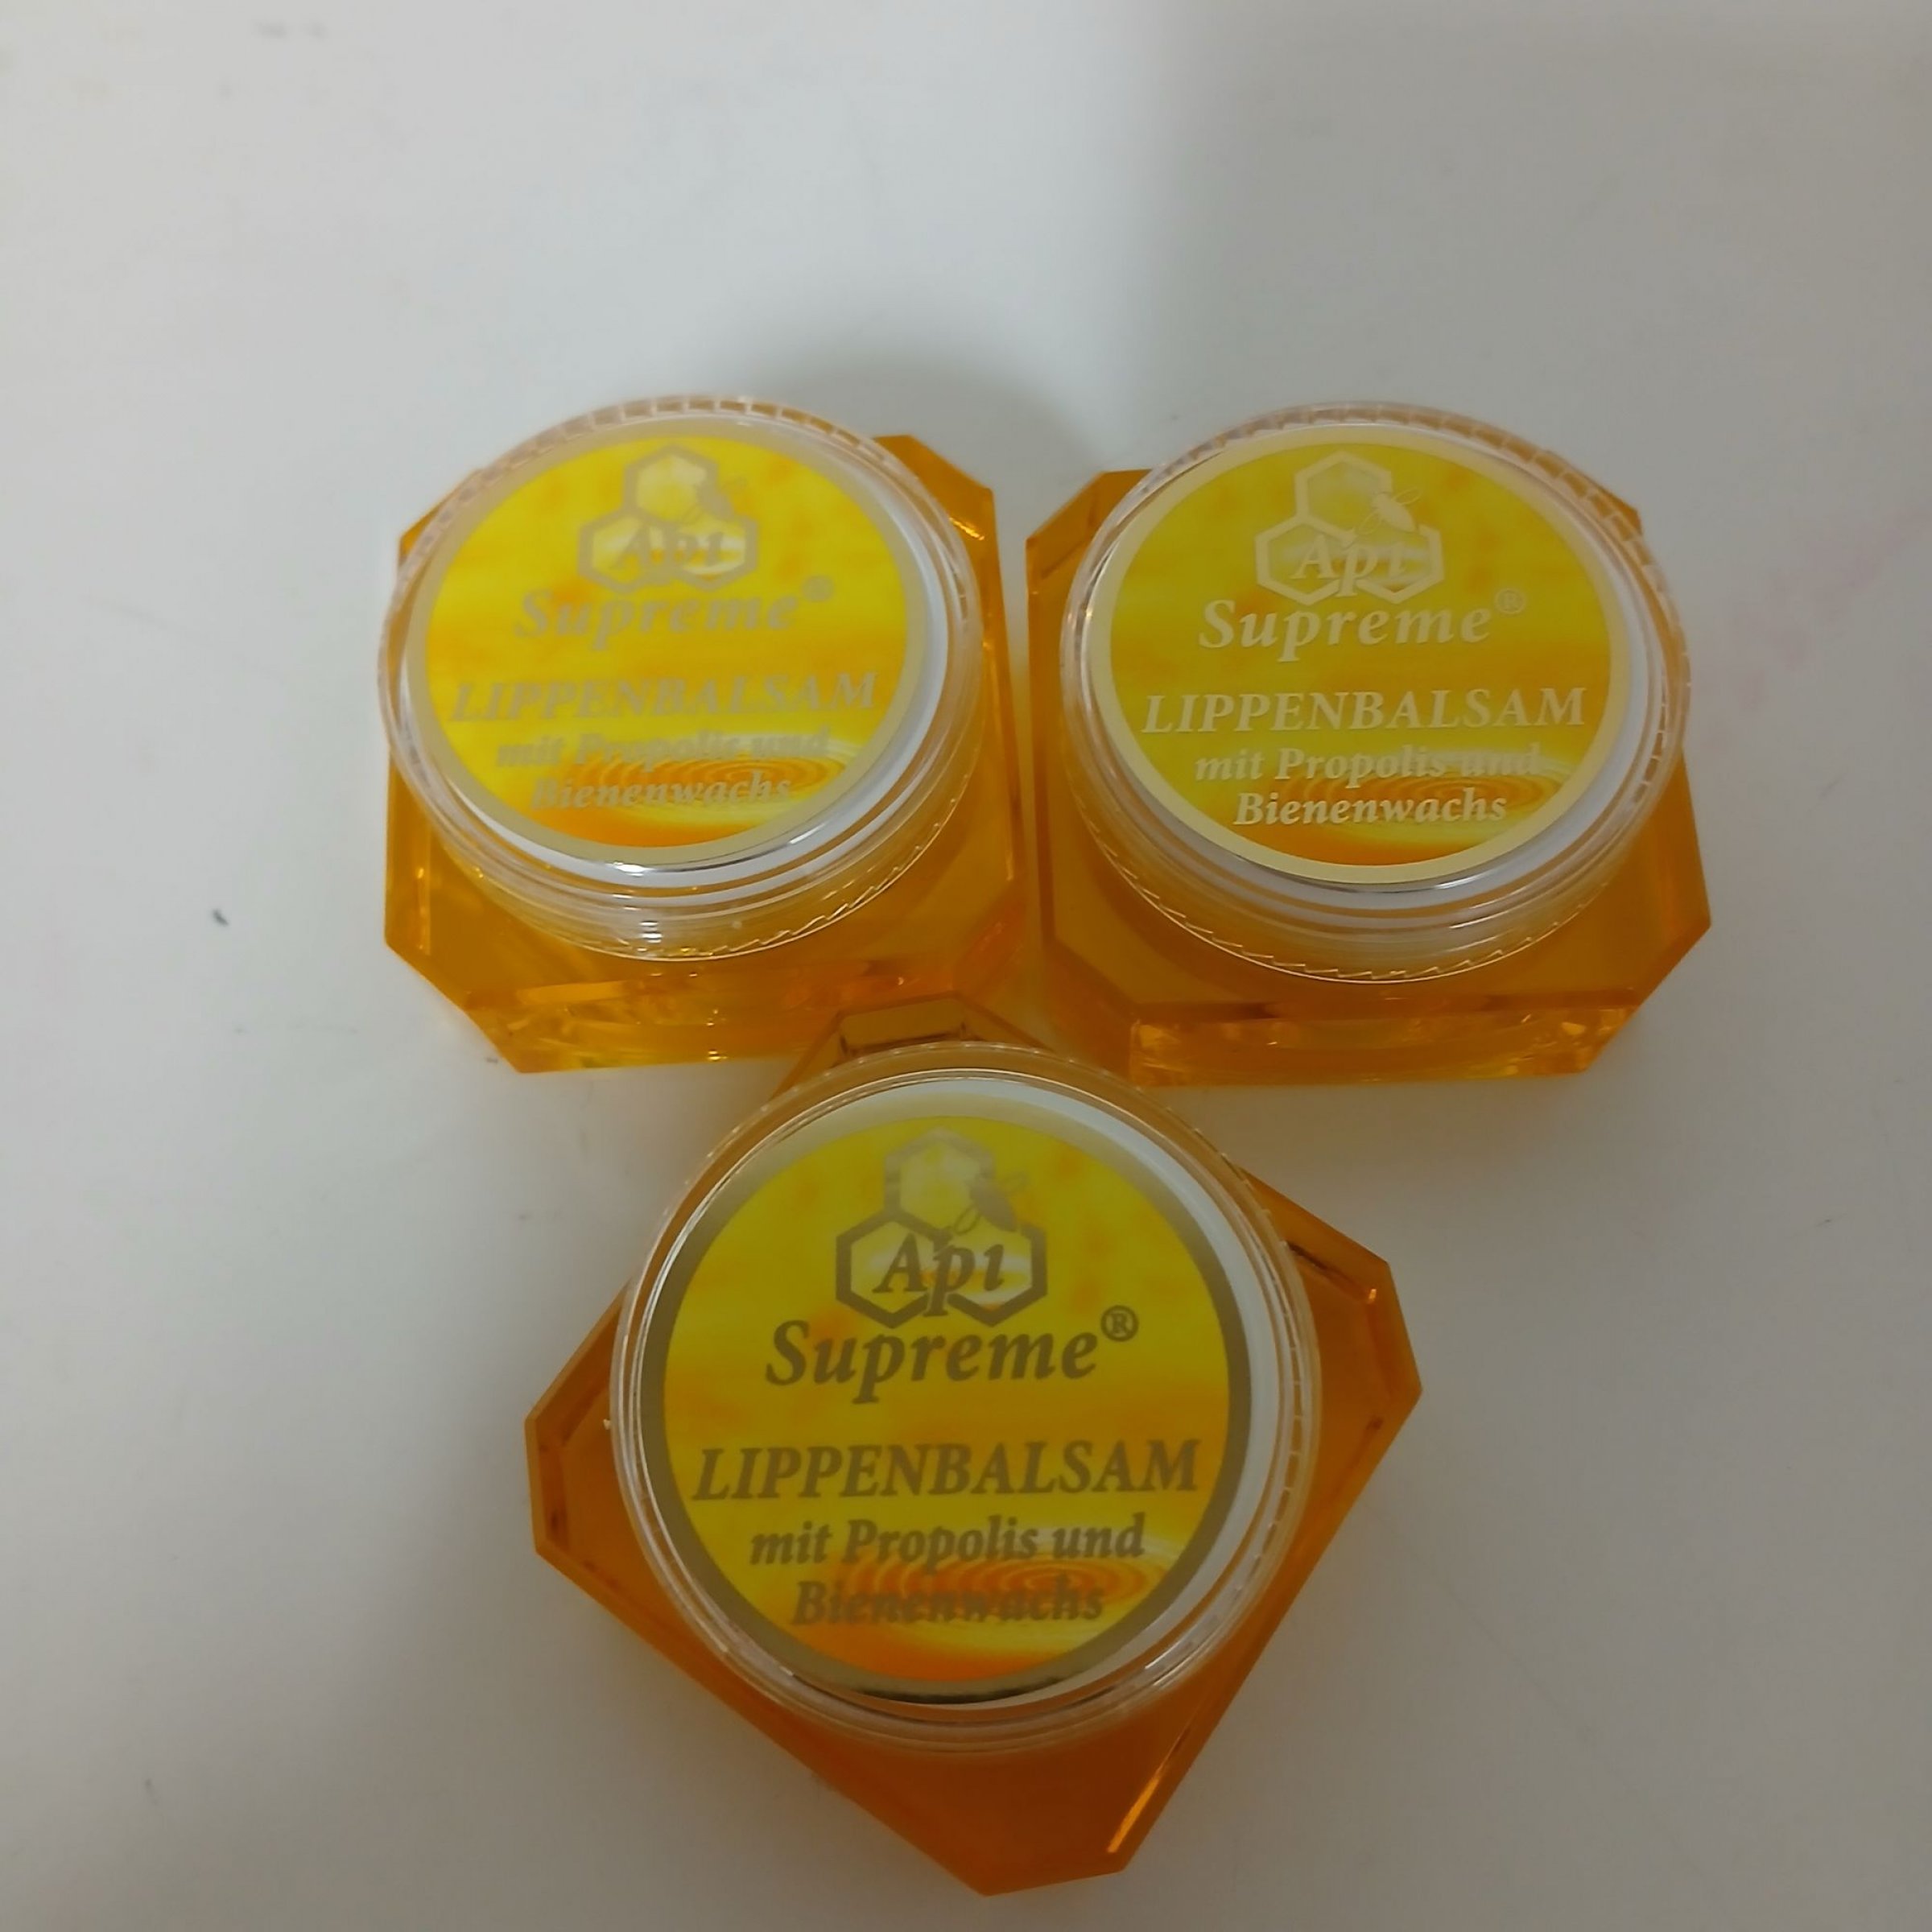 Api
Supreme®
LIPPENBALSAM
mit Propolis und
Bienenwachs
Api
Supreme®
LIPPENBALSAM
mit Propolis und
Bienenwachs
Api
Supreme®
LIPPENBALSAM
mit Propolis und
Bienenwachs